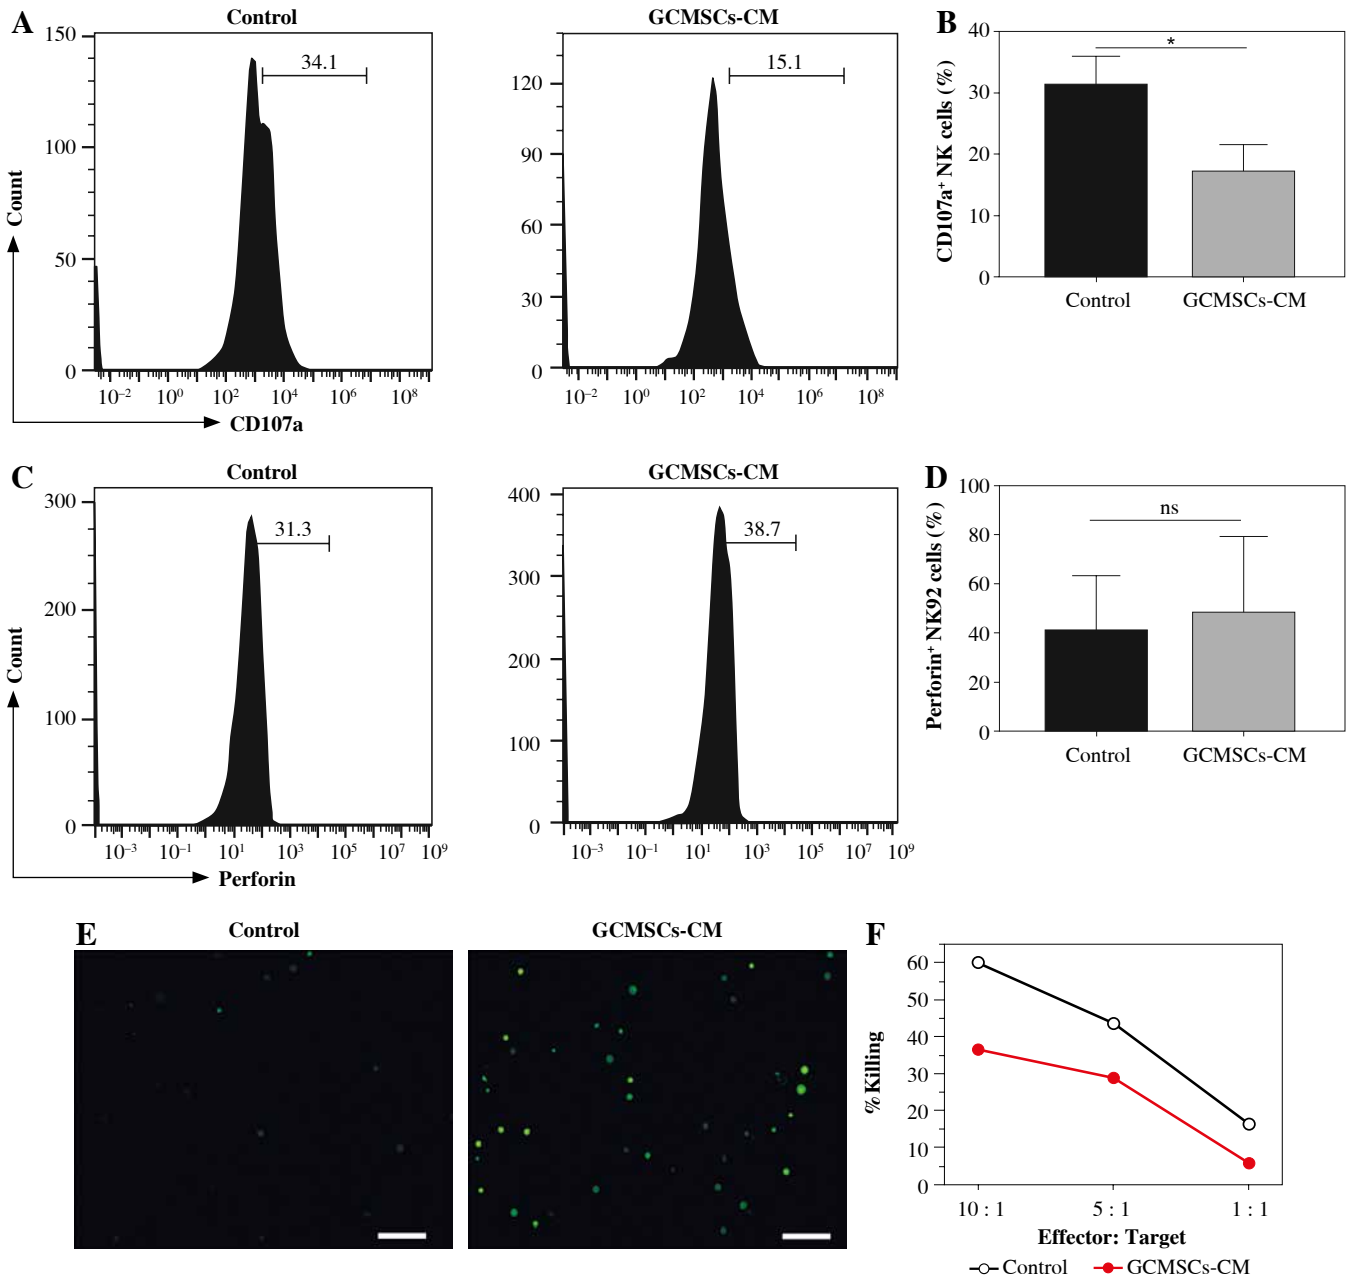 A
Control
GCMSCs-CM
B
150
100
50
0
Count
34.1
10⁻² 10⁰ 10² 10⁴ 10⁶ 10⁸
CD107a
120
90
60
30
0
15.1
10⁻² 10⁰ 10² 10⁴ 10⁶ 10⁸
CD107a⁺ NK cells (%)
40
30
20
10
0
*
Control GCMSCs-CM
C
Control
GCMSCs-CM
D
300
200
100
0
Count
31.3
10⁻³ 10⁻¹ 10¹ 10³ 10⁵ 10⁷ 10⁹
Perforin
400
300
200
100
0
38.7
10⁻³ 10⁻¹ 10¹ 10³ 10⁵ 10⁷ 10⁹
Perforin⁺ NK92 cells (%)
100
80
60
40
20
0
ns
Control GCMSCs-CM
E
Control
GCMSCs-CM
F
% Killing
60
50
40
30
20
10
0
10 : 1 5 : 1 1 : 1
Effector: Target
Control GCMSCs-CM